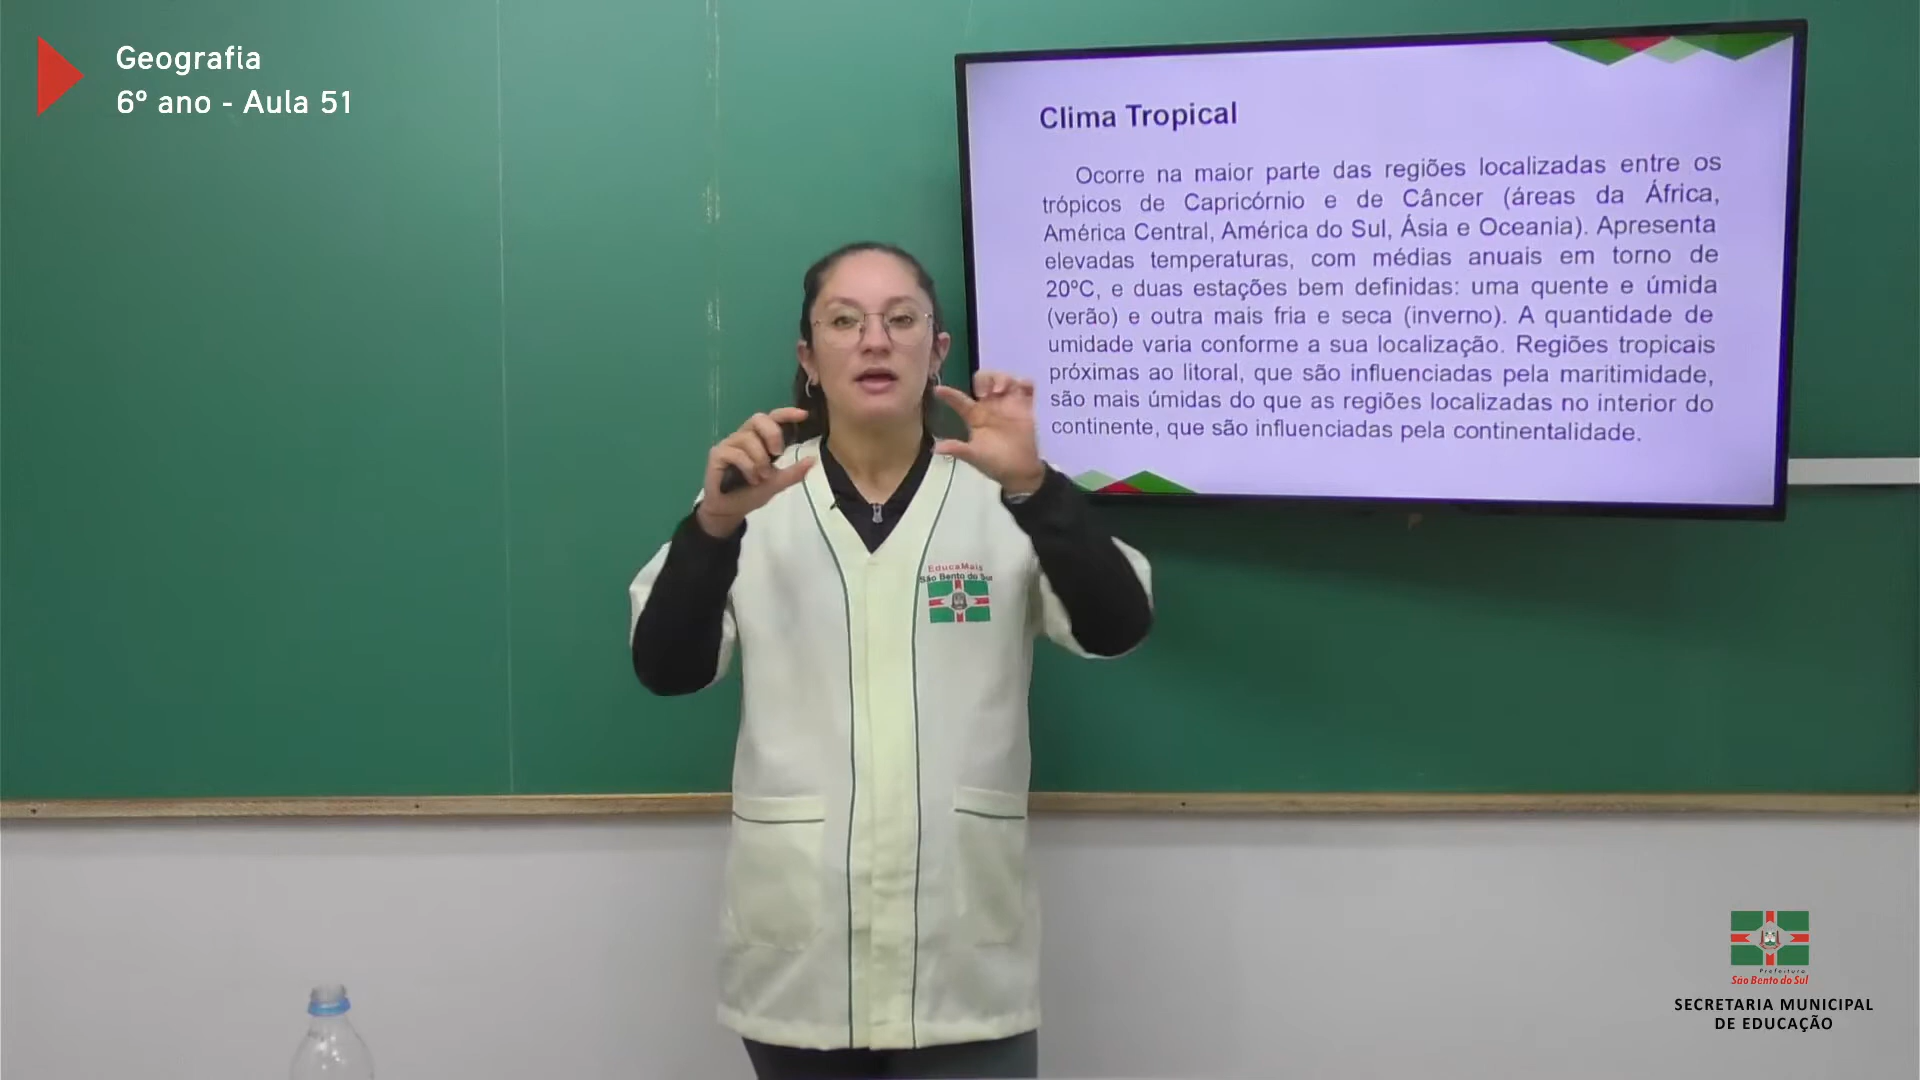 Geografia
6º ano - Aula 51
Clima Tropical
Ocorre na maior parte das regiões localizadas entre os
trópicos de Capricórnio e de Câncer (áreas da África,
América Central, América do Sul, Ásia e Oceania). Apresenta
elevadas temperaturas, com médias anuais em torno de
20ºC, e duas estações bem definidas: uma quente e úmida
(verão) e outra mais fria e seca (inverno). A quantidade de
umidade varia conforme a sua localização. Regiões tropicais
próximas ao litoral, que são influenciadas pela maritimidade,
são mais úmidas do que as regiões localizadas no interior do
continente, que são influenciadas pela continentalidade.
EducaMais
São Bento do Sul
Prefeitura
São Bento do Sul
SECRETARIA MUNICIPAL
DE EDUCAÇÃO